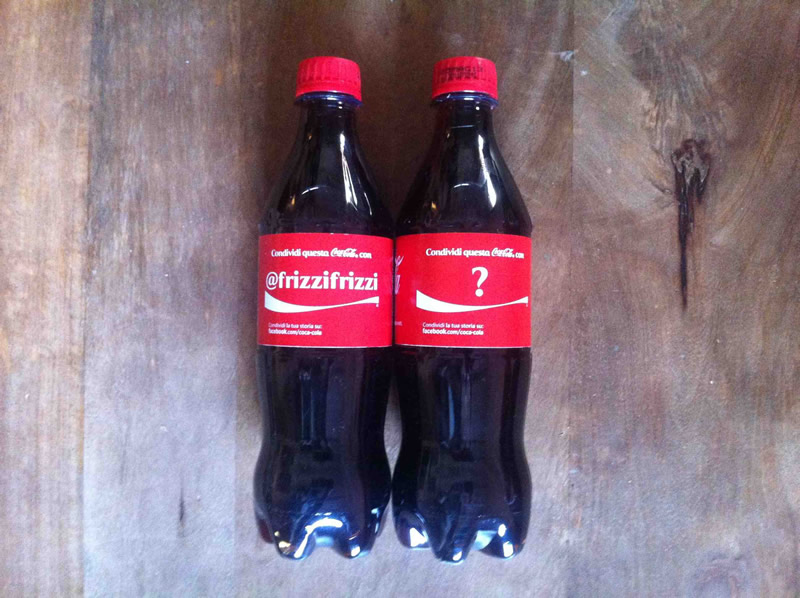 Condividi questa Coca-Cola con
@frizzifrizzi
Condividi la tua storia su:
facebook.com/coca-cola
Condividi questa Coca-Cola con
?
Condividi la tua storia su:
facebook.com/coca-cola